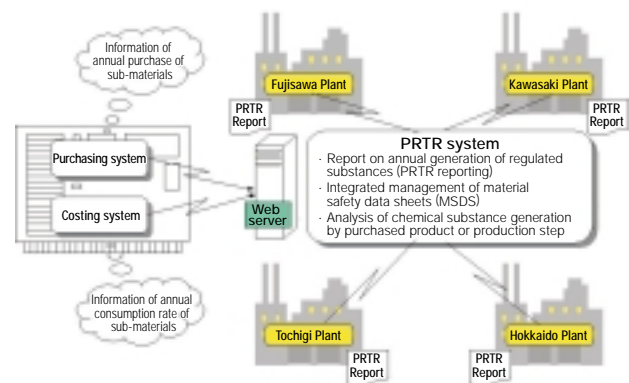 Information of
annual purchase of
sub-materials
Fujisawa Plant
Kawasaki Plant
PRTR
Report
PRTR
Report
Purchasing system
Costing system
Web
server
PRTR system
· Report on annual generation of regulated
substances (PRTR reporting)
· Integrated management of material
safety data sheets (MSDS)
· Analysis of chemical substance generation
by purchased product or production step
Information of annual
consumption rate of
sub-materials
Tochigi Plant
Hokkaido Plant
PRTR
Report
PRTR
Report